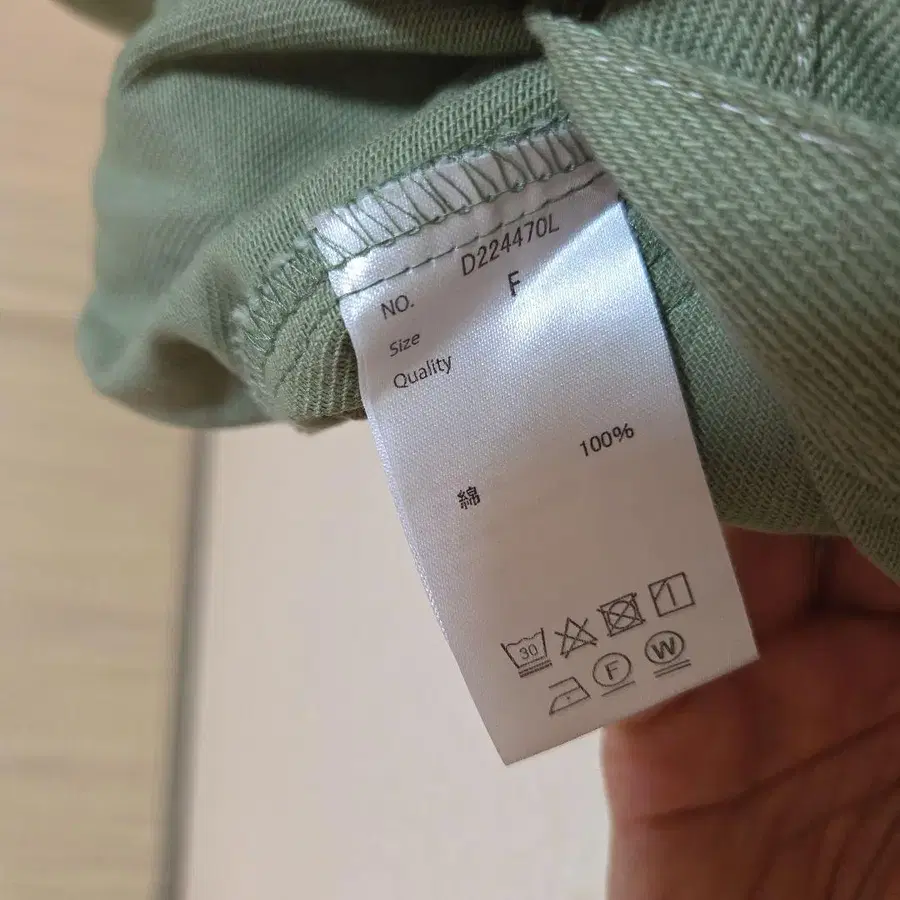 NO. D224470L
Size F
Quality
綿 100%
30
F W